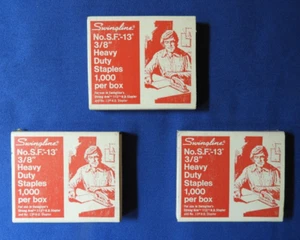 Swingline®
No.S.F.-13®
3/8"
Heavy
Duty
Staples
1,000
per box
Swingline®
No.S.F.-13®
3/8"
Heavy
Duty
Staples
1,000
per box
Swingline®
No.S.F.-13®
3/8"
Heavy
Duty
Staples
1,000
per box